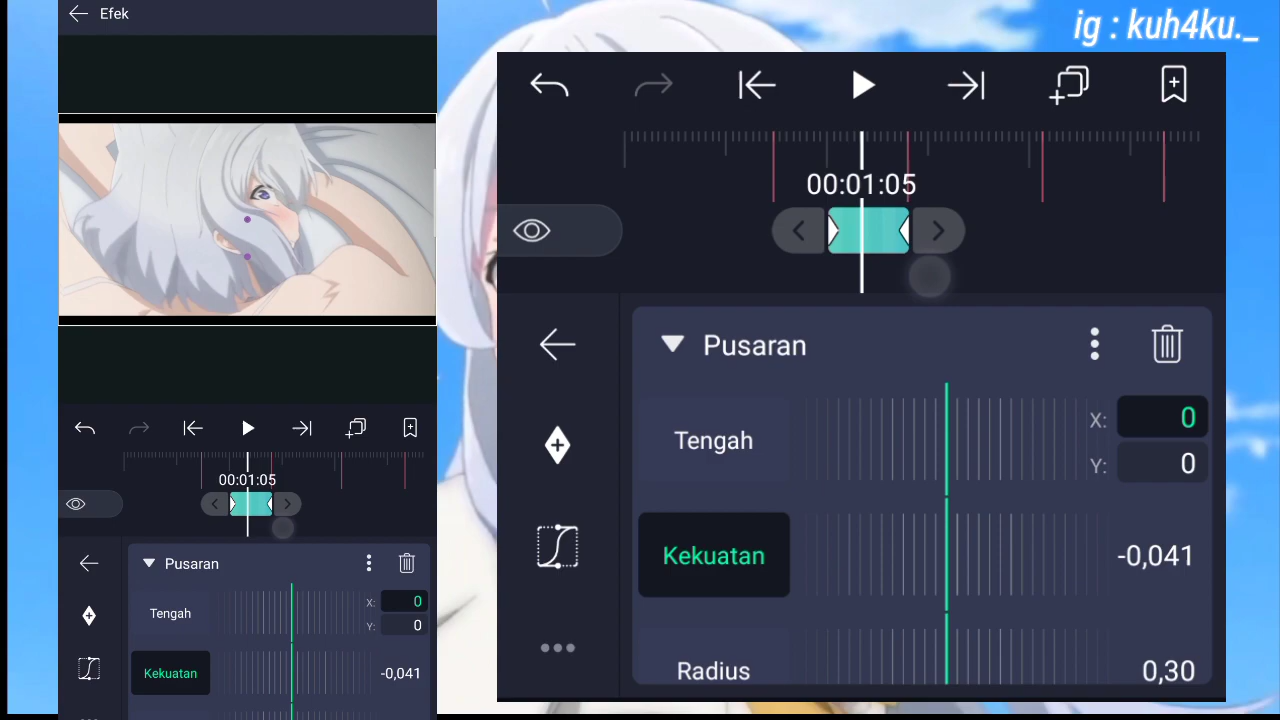 Efek
00:01:05
Pusaran
Tengah
X: 0
Y: 0
Kekuatan
-0,041
ig : kuh4ku._
00:01:05
Pusaran
Tengah
X: 0
Y: 0
Kekuatan
-0,041
Radius
0,30